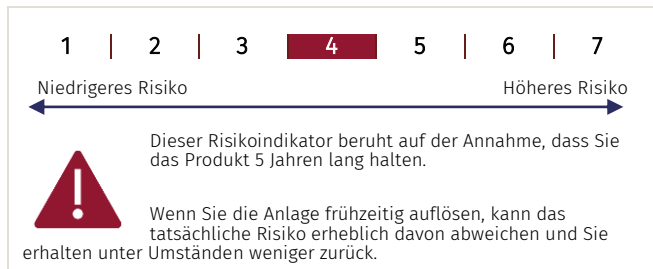 1 | 2 | 3 | 4 | 5 | 6 | 7
Niedrigeres Risiko Höheres Risiko
Dieser Risikoindikator beruht auf der Annahme, dass Sie
das Produkt 5 Jahren lang halten.
Wenn Sie die Anlage frühzeitig auflösen, kann das
tatsächliche Risiko erheblich davon abweichen und Sie
erhalten unter Umständen weniger zurück.